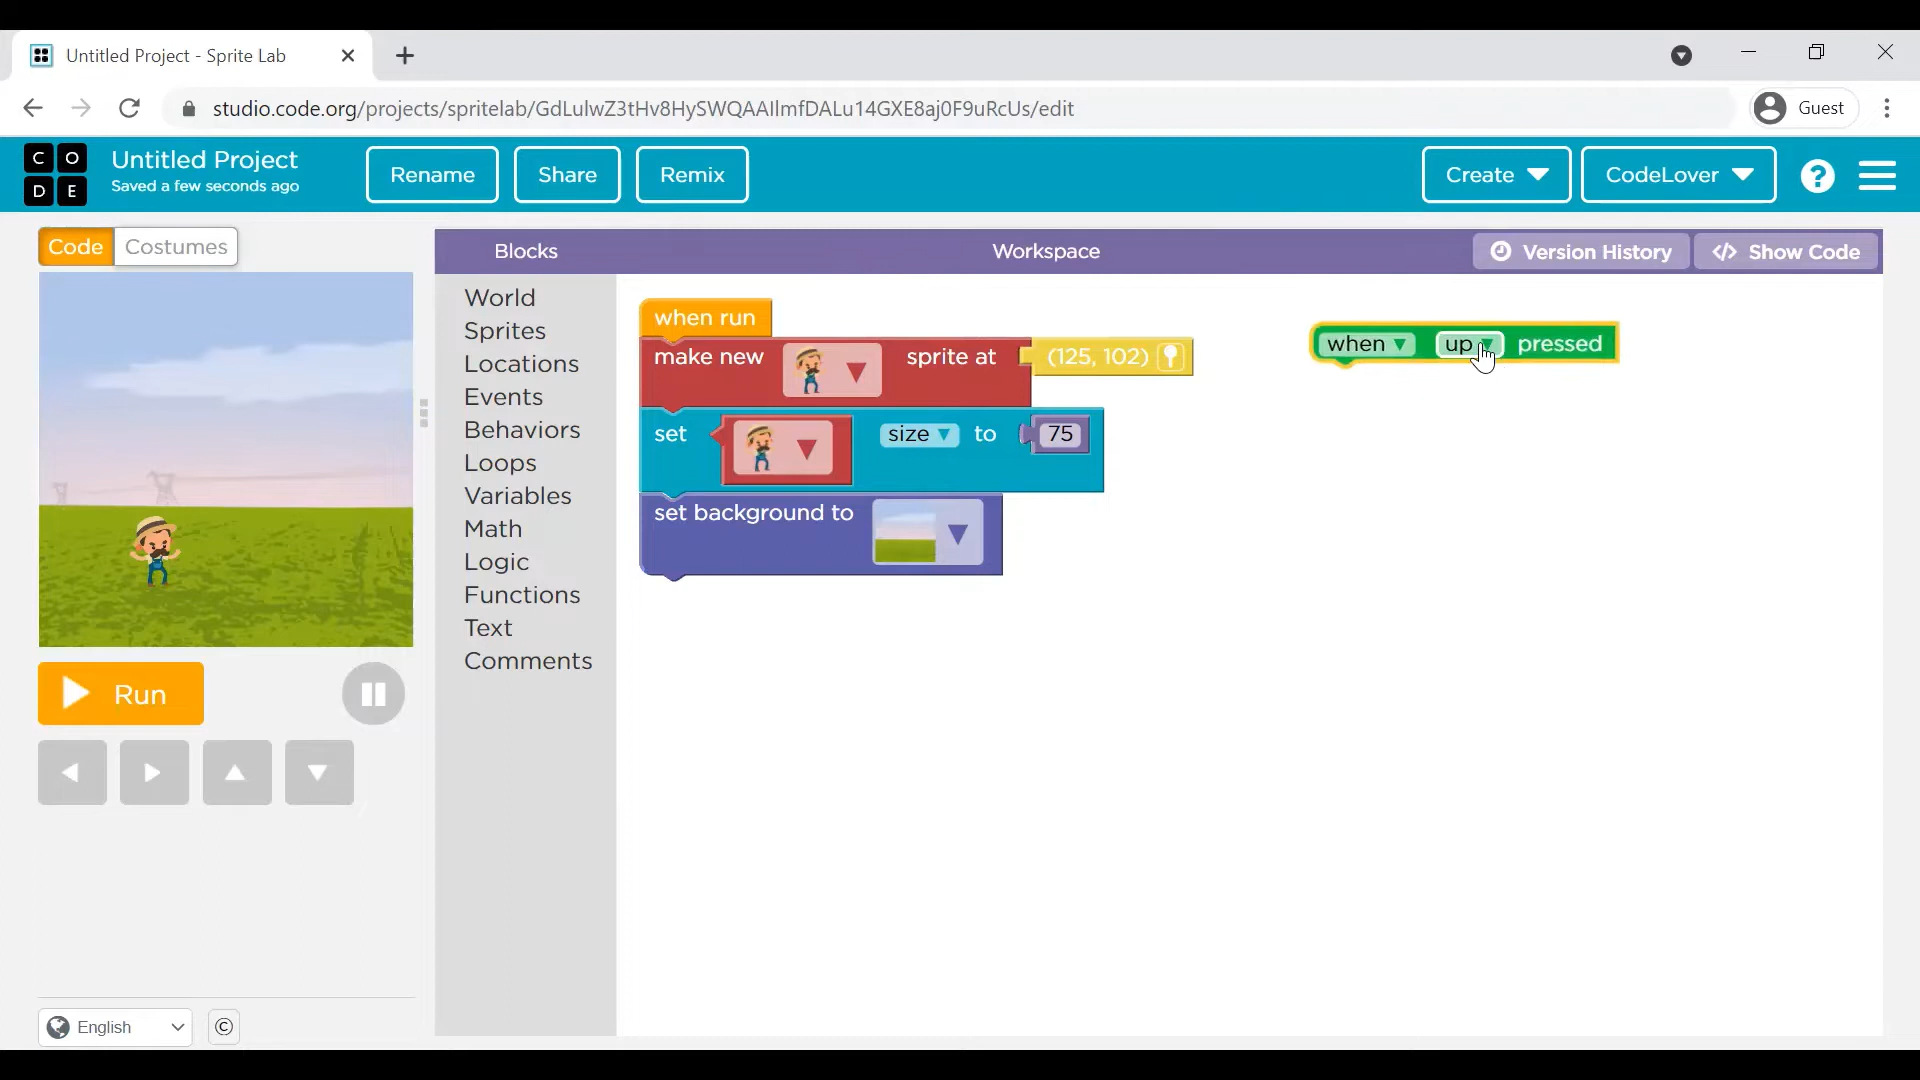 Untitled Project - Sprite Lab
studio.code.org/projects/spritelab/GdLulwZ3tHv8HySWQAAIlmfDALu14GXE8aj0F9uRcUs/edit
Guest
C O
D E
Untitled Project
Saved a few seconds ago
Rename
Share
Remix
Create
CodeLover
?
Code
Costumes
Blocks
Workspace
Version History
</> Show Code
World
Sprites
Locations
Events
Behaviors
Loops
Variables
Math
Logic
Functions
Text
Comments
when run
make new sprite at (125, 102)
set size to 75
set background to
when up pressed
Run
English
©